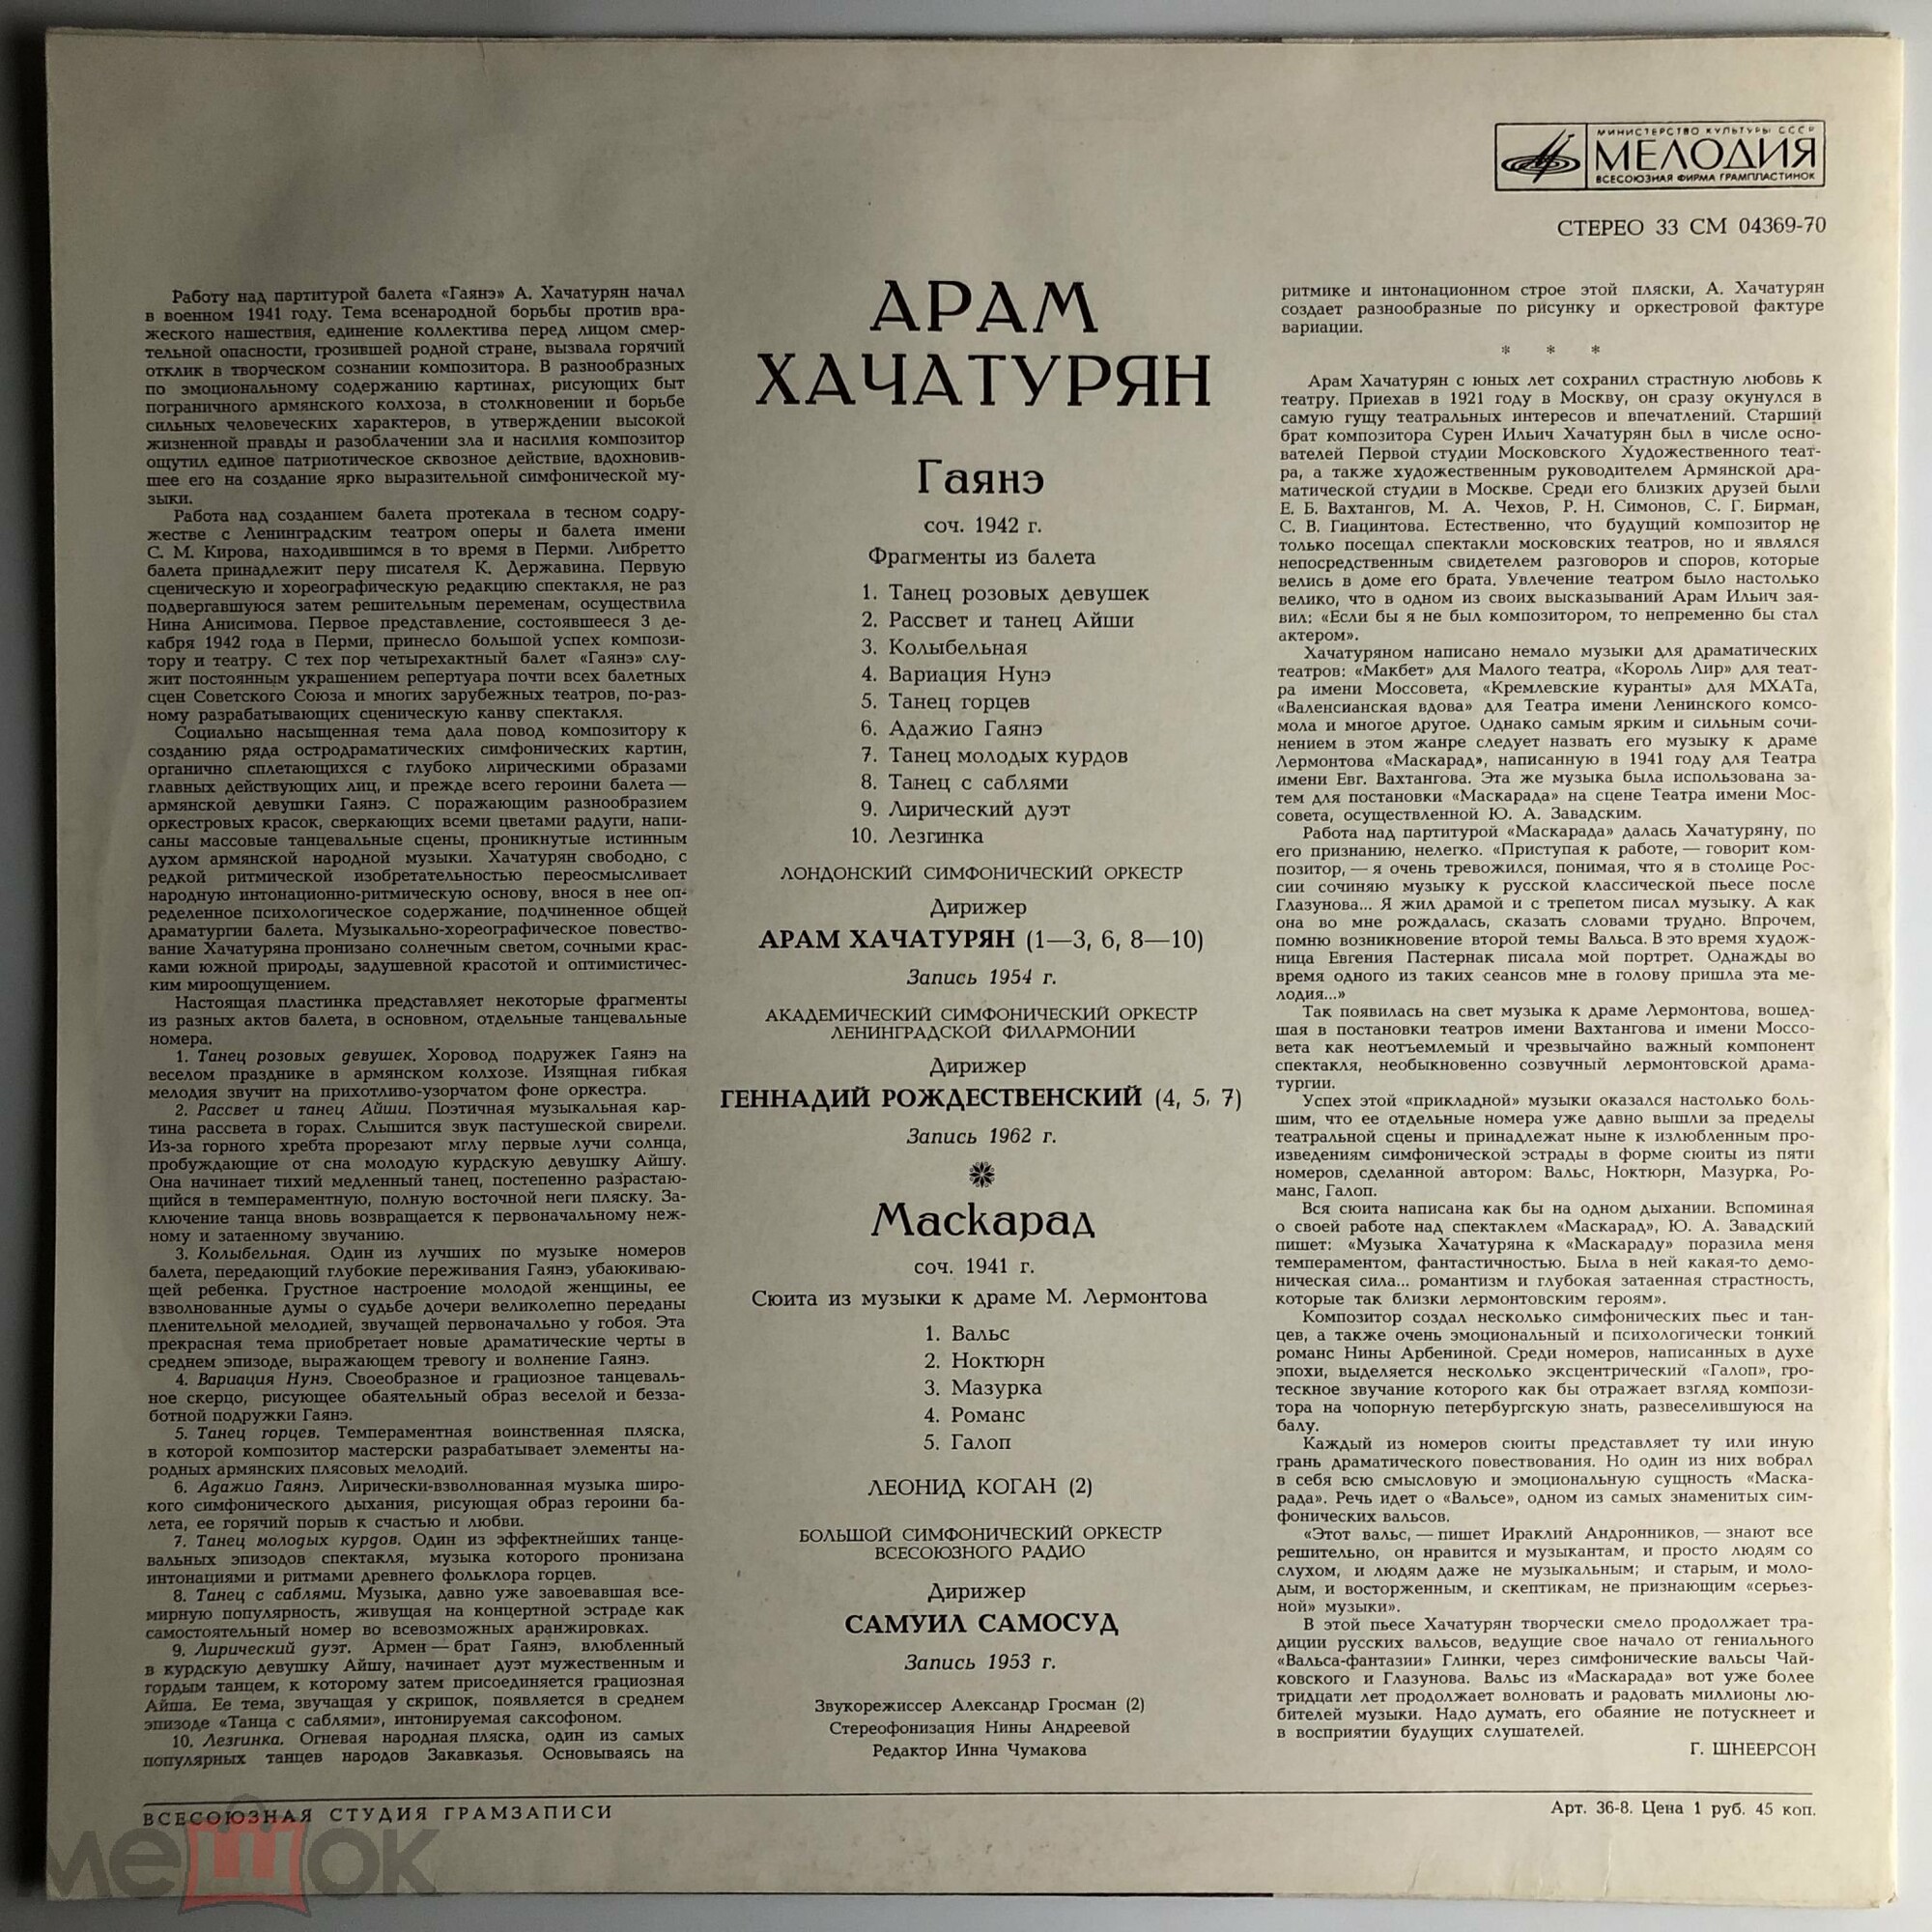 МИНИСТЕРСТВО КУЛЬТУРЫ СССР
МЕЛОДИЯ
ВСЕСОЮЗНАЯ ФИРМА ГРАМПЛАСТИНОК
СТЕРЕО 33 СМ 04369-70
Работу над партитурой балета «Гаянэ» А. Хачатурян начал
в военном 1941 году. Тема всенародной борьбы против вра-
жеского нашествия, единение коллектива перед лицом смер-
тельной опасности, грозившей родной стране, вызвала горячий
отклик в творческом сознании композитора. В разнообразных
по эмоциональному содержанию картинах, рисующих быт
пограничного армянского колхоза, в столкновении и борьбе
сильных человеческих характеров, в утверждении высокой
жизненной правды и разоблачении зла и насилия композитор
ощутил единое патриотическое сквозное действие, вдохновив-
шее его на создание ярко выразительной симфонической му-
зыки.
Работа над созданием балета протекала в тесном содру-
жестве с Ленинградским театром оперы и балета имени
С. М. Кирова, находившимся в то время в Перми. Либретто
балета принадлежит перу писателя К. Державина. Первую
сценическую и хореографическую редакцию спектакля, не раз
подвергавшуюся затем решительным переменам, осуществила
Нина Анисимова. Первое представление, состоявшееся 3 де-
кабря 1942 года в Перми, принесло большой успех компози-
тору и театру. С тех пор четырехактный балет «Гаянэ» слу-
жит постоянным украшением репертуара почти всех балетных
сцен Советского Союза и многих зарубежных театров, по-раз-
ному разрабатывающих сценическую канву спектакля.
Социально насыщенная тема дала повод композитору к
созданию ряда остродраматических симфонических картин,
органично сплетающихся с глубоко лирическими образами
главных действующих лиц, и прежде всего героини балета —
армянской девушки Гаянэ. С поражающим разнообразием
оркестровых красок, сверкающих всеми цветами радуги, напи-
саны массовые танцевальные сцены, проникнутые истинным
духом армянской народной музыки. Хачатурян свободно, с
редкой ритмической изобретательностью переосмысливает
народную интонационно-ритмическую основу, внося в нее оп-
ределенное психологическое содержание, подчиненное общей
драматургии балета. Музыкально-хореографическое повество-
вание Хачатуряна пронизано солнечным светом, сочными крас-
ками южной природы, задушевной красотой и оптимистичес-
ким мироощущением.
Настоящая пластинка представляет некоторые фрагменты
из разных актов балета, в основном, отдельные танцевальные
номера.
1. Танец розовых девушек. Хоровод подружек Гаянэ на
веселом празднике в армянском колхозе. Изящная гибкая
мелодия звучит на прихотливо-узорчатом фоне оркестра.
2. Рассвет и танец Айши. Поэтичная музыкальная кар-
тина рассвета в горах. Слышится звук пастушеской свирели.
Из-за горного хребта прорезают мглу первые лучи солнца,
пробуждающие от сна молодую курдскую девушку Айшу.
Она начинает тихий медленный танец, постепенно разрастаю-
щийся в темпераментную, полную восточной неги пляску. За-
ключение танца вновь возвращается к первоначальному неж-
ному и затаенному звучанию.
3. Колыбельная. Один из лучших по музыке номеров
балета, передающий глубокие переживания Гаянэ, убаюкиваю-
щей ребенка. Грустное настроение молодой женщины, ее
взволнованные думы о судьбе дочери великолепно переданы
пленительной мелодией, звучащей первоначально у гобоя. Эта
прекрасная тема приобретает новые драматические черты в
среднем эпизоде, выражающем тревогу и волнение Гаянэ.
4. Вариация Нунэ. Своеобразное и грациозное танцеваль-
ное скерцо, рисующее обаятельный образ веселой и безза-
ботной подружки Гаянэ.
5. Танец горцев. Темпераментная воинственная пляска,
в которой композитор мастерски разрабатывает элементы на-
родных армянских плясовых мелодий.
6. Адажио Гаянэ. Лирически-взволнованная музыка широ-
кого симфонического дыхания, рисующая образ героини ба-
лета, ее горячий порыв к счастью и любви.
7. Танец молодых курдов. Один из эффектнейших танце-
вальных эпизодов спектакля, музыка которого пронизана
интонациями и ритмами древнего фольклора горцев.
8. Танец с саблями. Музыка, давно уже завоевавшая все-
мирную популярность, живущая на концертной эстраде как
самостоятельный номер во всевозможных аранжировках.
9. Лирический дуэт. Армен — брат Гаянэ, влюбленный
в курдскую девушку Айшу, начинает дуэт мужественным и
гордым танцем, к которому затем присоединяется грациозная
Айша. Ее тема, звучащая у скрипок, появляется в среднем
эпизоде «Танца с саблями», интонируемая саксофоном.
10. Лезгинка. Огневая народная пляска, один из самых
популярных танцев народов Закавказья. Основываясь на
АРАМ
ХАЧАТУРЯН
Гаянэ
соч. 1942 г.
Фрагменты из балета
1. Танец розовых девушек
2. Рассвет и танец Айши
3. Колыбельная
4. Вариация Нунэ
5. Танец горцев
6. Адажио Гаянэ
7. Танец молодых курдов
8. Танец с саблями
9. Лирический дуэт
10. Лезгинка
ЛОНДОНСКИЙ СИМФОНИЧЕСКИЙ ОРКЕСТР
Дирижер
АРАМ ХАЧАТУРЯН (1—3, 6, 8—10)
Запись 1954 г.
АКАДЕМИЧЕСКИЙ СИМФОНИЧЕСКИЙ ОРКЕСТР
ЛЕНИНГРАДСКОЙ ФИЛАРМОНИИ
Дирижер
ГЕННАДИЙ РОЖДЕСТВЕНСКИЙ (4, 5, 7)
Запись 1962 г.
Маскарад
соч. 1941 г.
Сюита из музыки к драме М. Лермонтова
1. Вальс
2. Ноктюрн
3. Мазурка
4. Романс
5. Галоп
ЛЕОНИД КОГАН (2)
БОЛЬШОЙ СИМФОНИЧЕСКИЙ ОРКЕСТР
ВСЕСОЮЗНОГО РАДИО
Дирижер
САМУИЛ САМОСУД
Запись 1953 г.
Звукорежиссер Александр Гросман (2)
Стереофонизация Нины Андреевой
Редактор Инна Чумакова
ритмике и интонационном строе этой пляски, А. Хачатурян
создает разнообразные по рисунку и оркестровой фактуре
вариации.
* * *
Арам Хачатурян с юных лет сохранил страстную любовь к
театру. Приехав в 1921 году в Москву, он сразу окунулся в
самую гущу театральных интересов и впечатлений. Старший
брат композитора Сурен Ильич Хачатурян был в числе осно-
вателей Первой студии Московского Художественного теат-
ра, а также художественным руководителем Армянской дра-
матической студии в Москве. Среди его близких друзей были
Е. Б. Вахтангов, М. А. Чехов, Р. Н. Симонов, С. Г. Бирман,
С. В. Гиацинтова. Естественно, что будущий композитор не
только посещал спектакли московских театров, но и являлся
непосредственным свидетелем разговоров и споров, которые
велись в доме его брата. Увлечение театром было настолько
велико, что в одном из своих высказываний Арам Ильич зая-
вил: «Если бы я не был композитором, то непременно бы стал
актером».
Хачатуряном написано немало музыки для драматических
театров: «Макбет» для Малого театра, «Король Лир» для теат-
ра имени Моссовета, «Кремлевские куранты» для МХАТа,
«Валенсианская вдова» для Театра имени Ленинского комсо-
мола и многое другое. Однако самым ярким и сильным сочи-
нением в этом жанре следует назвать его музыку к драме
Лермонтова «Маскарад», написанную в 1941 году для Театра
имени Евг. Вахтангова. Эта же музыка была использована за-
тем для постановки «Маскарада» на сцене Театра имени Мос-
совета, осуществленной Ю. А. Завадским.
Работа над партитурой «Маскарада» далась Хачатуряну, по
его признанию, нелегко. «Приступая к работе, — говорит ком-
позитор, — я очень тревожился, понимая, что я в столице Рос-
сии сочиняю музыку к русской классической пьесе после
Глазунова... Я жил драмой и с трепетом писал музыку. А как
она во мне рождалась, сказать словами трудно. Впрочем,
помню возникновение второй темы Вальса. В это время худож-
ница Евгения Пастернак писала мой портрет. Однажды во
время одного из таких сеансов мне в голову пришла эта ме-
лодия...»
Так появилась на свет музыка к драме Лермонтова, вошед-
шая в постановки театров имени Вахтангова и имени Моссо-
вета как неотъемлемый и чрезвычайно важный компонент
спектакля, необыкновенно созвучный лермонтовской драма-
тургии.
Успех этой «прикладной» музыки оказался настолько боль-
шим, что ее отдельные номера уже давно вышли за пределы
театральной сцены и принадлежат ныне к излюбленным про-
изведениям симфонической эстрады в форме сюиты из пяти
номеров, сделанной автором: Вальс, Ноктюрн, Мазурка, Ро-
манс, Галоп.
Вся сюита написана как бы на одном дыхании. Вспоминая
о своей работе над спектаклем «Маскарад», Ю. А. Завадский
пишет: «Музыка Хачатуряна к «Маскараду» поразила меня
темпераментом, фантастичностью. Была в ней какая-то демо-
ническая сила... романтизм и глубокая затаенная страстность,
которые так близки лермонтовским героям».
Композитор создал несколько симфонических пьес и тан-
цев, а также очень эмоциональный и психологически тонкий
романс Нины Арбениной. Среди номеров, написанных в духе
эпохи, выделяется несколько эксцентрический «Галоп», гро-
тескное звучание которого как бы отражает взгляд компози-
тора на чопорную петербургскую знать, развеселившуюся на
балу.
Каждый из номеров сюиты представляет ту или иную
грань драматического повествования. Но один из них вобрал
в себя всю смысловую и эмоциональную сущность «Маска-
рада». Речь идет о «Вальсе», одном из самых знаменитых сим-
фонических вальсов.
«Этот вальс, — пишет Ираклий Андронников, — знают все
решительно, он нравится и музыкантам, и просто людям со
слухом, и людям даже не музыкальным; и старым, и моло-
дым, и восторженным, и скептикам, не признающим «серьез-
ной» музыки».
В этой пьесе Хачатурян творчески смело продолжает тра-
диции русских вальсов, ведущие свое начало от гениального
«Вальса-фантазии» Глинки, через симфонические вальсы Чай-
ковского и Глазунова. Вальс из «Маскарада» вот уже более
тридцати лет продолжает волновать и радовать миллионы лю-
бителей музыки. Надо думать, его обаяние не потускнеет и
в восприятии будущих слушателей.
Г. ШНЕЕРСОН
ВСЕСОЮЗНАЯ СТУДИЯ ГРАМЗАПИСИ
Арт. 36-8. Цена 1 руб. 45 коп.
мешок